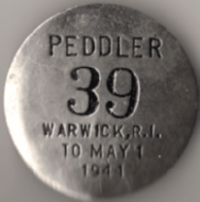 PEDDLER
39
WARWICK, R.I.
TO MAY 1
1941